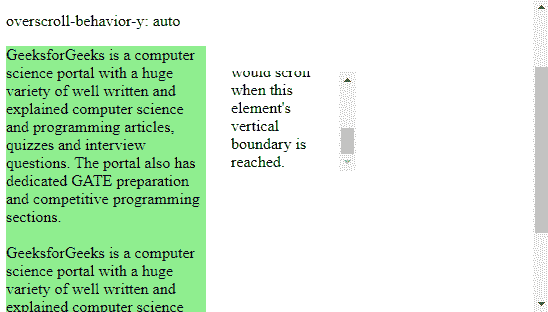 overscroll-behavior-y: auto
GeeksforGeeks is a computer
science portal with a huge
variety of well written and
explained computer science
and programming articles,
quizzes and interview
questions. The portal also has
dedicated GATE preparation
and competitive programming
sections.
GeeksforGeeks is a computer
science portal with a huge
variety of well written and
explained computer science
would scroll
when this
element's
vertical
boundary is
reached.